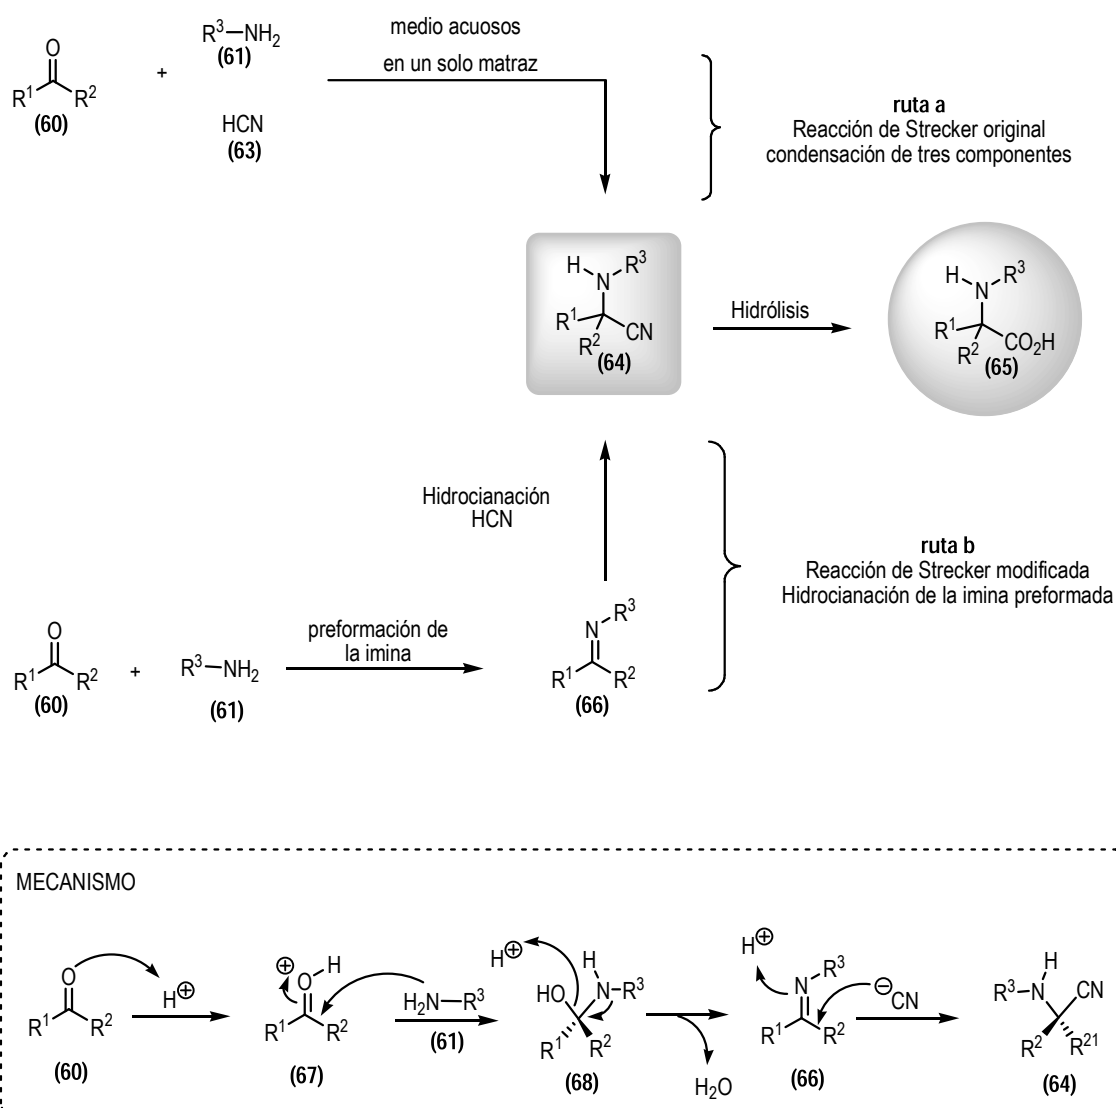 O
R¹ R²
(60)
+
R³—NH₂
(61)
HCN
(63)
medio acuosos
en un solo matraz
ruta a
Reacción de Strecker original
condensación de tres componentes
H N R³
R¹ CN
R²
(64)
Hidrólisis
H N R³
R¹ CO₂H
R²
(65)
Hidrocianación
HCN
ruta b
Reacción de Strecker modificada
Hidrocianación de la imina preformada
O
R¹ R²
(60)
+
R³—NH₂
(61)
preformación de
la imina
N R³
R¹ R²
(66)
MECANISMO
O
R¹ R²
(60)
H⊕
⊕
O H
R¹ R²
(67)
H₂N—R³
(61)
H⊕
H
HO N—R³
R¹ R²
(68)
H₂O
H⊕
N R³
R¹ R²
(66)
⊖CN
H
R³ N CN
R² R²¹
(64)